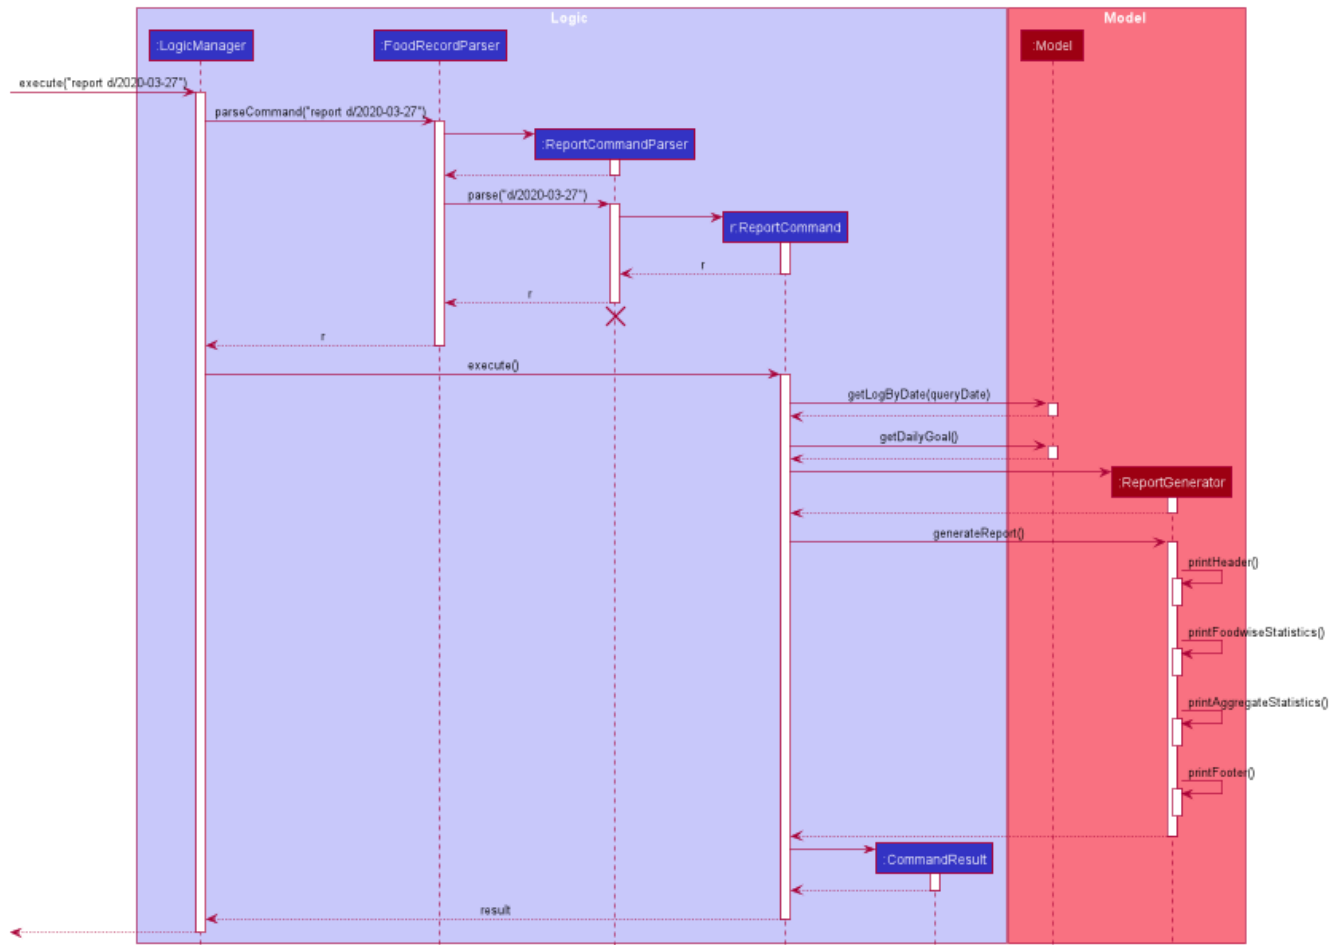 Logic
Model
:LogicManager
:FoodRecordParser
:Model
execute("report d/2020-03-27")
parseCommand("report d/2020-03-27")
:ReportCommandParser
parse("d/2020-03-27")
r:ReportCommand
r
r
r
execute()
getLogByDate(queryDate)
getDailyGoal()
:ReportGenerator
generateReport()
printHeader()
printFoodwiseStatistics()
printAggregateStatistics()
printFooter()
:CommandResult
result